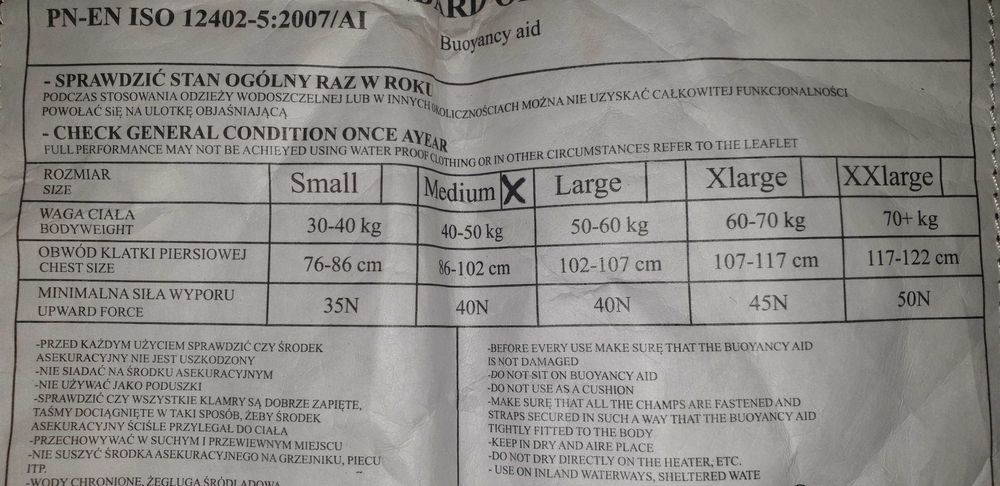 PN-EN ISO 12402-5:2007/AI
Buoyancy aid
- SPRAWDZIĆ STAN OGÓLNY RAZ W ROKU
PODCZAS STOSOWANIA ODZIEŻY WODOSZCZELNEJ LUB W INNYCH OKOLICZNOŚCIACH MOŻNA NIE UZYSKAĆ CAŁKOWITEJ FUNKCJONALNOŚCI
POWOŁAĆ SiĘ NA ULOTKĘ OBJAŚNIAJĄCĄ
- CHECK GENERAL CONDITION ONCE AYEAR
FULL PERFORMANCE MAY NOT BE ACHIEYED USING WATER PROOF CLOTHING OR IN OTHER CIRCUMSTANCES REFER TO THE LEAFLET
ROZMIAR
SIZE
Small Medium X Large Xlarge XXlarge
WAGA CIAŁA
BODYWEIGHT
30-40 kg 40-50 kg 50-60 kg 60-70 kg 70+ kg
OBWÓD KLATKI PIERSIOWEJ
CHEST SIZE
76-86 cm 86-102 cm 102-107 cm 107-117 cm 117-122 cm
MINIMALNA SIŁA WYPORU
UPWARD FORCE
35N 40N 40N 45N 50N
-PRZED KAŻDYM UŻYCIEM SPRAWDZIĆ CZY ŚRODEK
ASEKURACYJNY NIE JEST USZKODZONY
-NIE SIADAĆ NA ŚRODKU ASEKURACYJNYM
-NIE UŻYWAĆ JAKO PODUSZKI
-SPRAWDZIĆ CZY WSZYSTKIE KLAMRY SĄ DOBRZE ZAPIĘTE,
TAŚMY DOCIĄGNIĘTE W TAKI SPOSÓB, ŻEBY ŚRODEK
ASEKURACYJNY ŚCIŚLE PRZYLEGAŁ DO CIAŁA
-PRZECHOWYWAĆ W SUCHYM I PRZEWIEWNYM MIEJSCU
-NIE SUSZYĆ ŚRODKA ASEKURACYJNEGO NA GRZEJNIKU, PIECU
ITP.
-WODY CHRONIONE, ŻEGLUGA ŚRÓDLĄDOWA
-BEFORE EVERY USE MAKE SURE THAT THE BUOYANCY AID
IS NOT DAMAGED
-DO NOT SIT ON BUOYANCY AID
-DO NOT USE AS A CUSHION
-MAKE SURE THAT ALL THE CHAMPS ARE FASTENED AND
STRAPS SECURED IN SUCH A WAY THAT THE BUOYANCY AID
TIGHTLY FITTED TO THE BODY
-KEEP IN DRY AND AIRE PLACE
-DO NOT DRY DIRECTLY ON THE HEATER, ETC.
- USE ON INLAND WATERWAYS, SHELTERED WATE